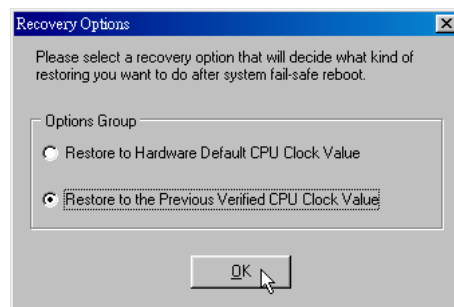 Recovery Options
Please select a recovery option that will decide what kind of
restoring you want to do after system fail-safe reboot.
Options Group
Restore to Hardware Default CPU Clock Value
Restore to the Previous Verified CPU Clock Value
OK